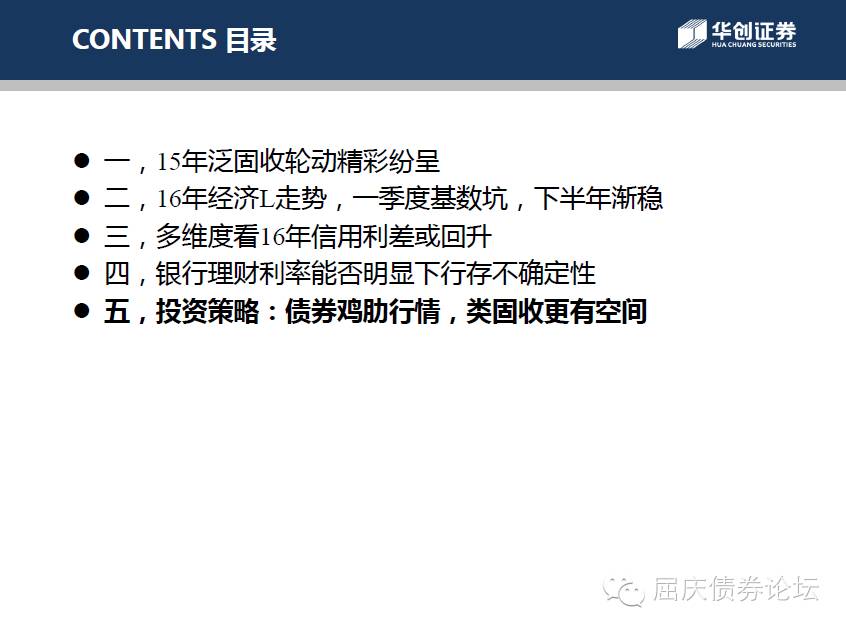 CONTENTS 目录
华创证券
HUA CHUANG SECURITIES
● 一，15年泛固收轮动精彩纷呈
● 二，16年经济L走势，一季度基数坑，下半年渐稳
● 三，多维度看16年信用利差或回升
● 四，银行理财利率能否明显下行存不确定性
● 五，投资策略：债券鸡肋行情，类固收更有空间
屈庆债券论坛